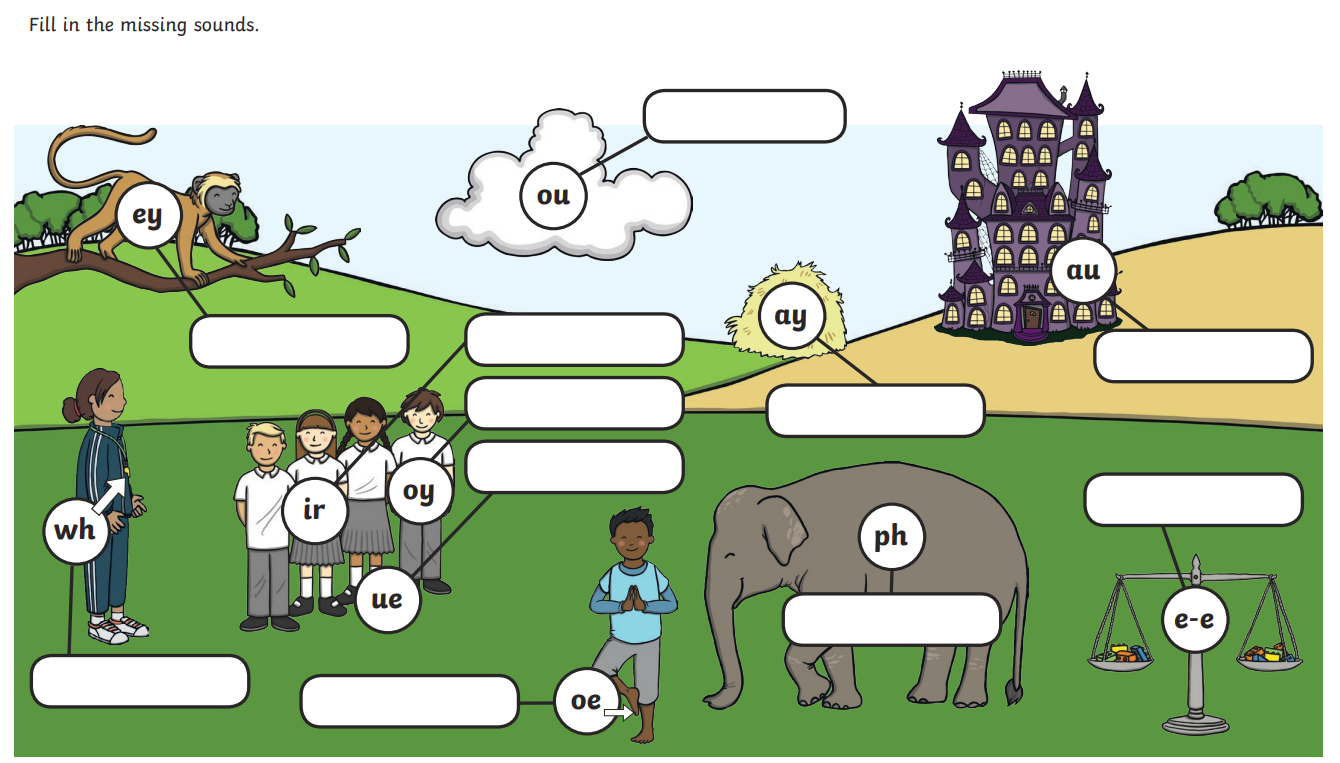 Fill in the missing sounds.
ou
ey
au
ay
oy
ir
wh
ph
ue
e-e
oe